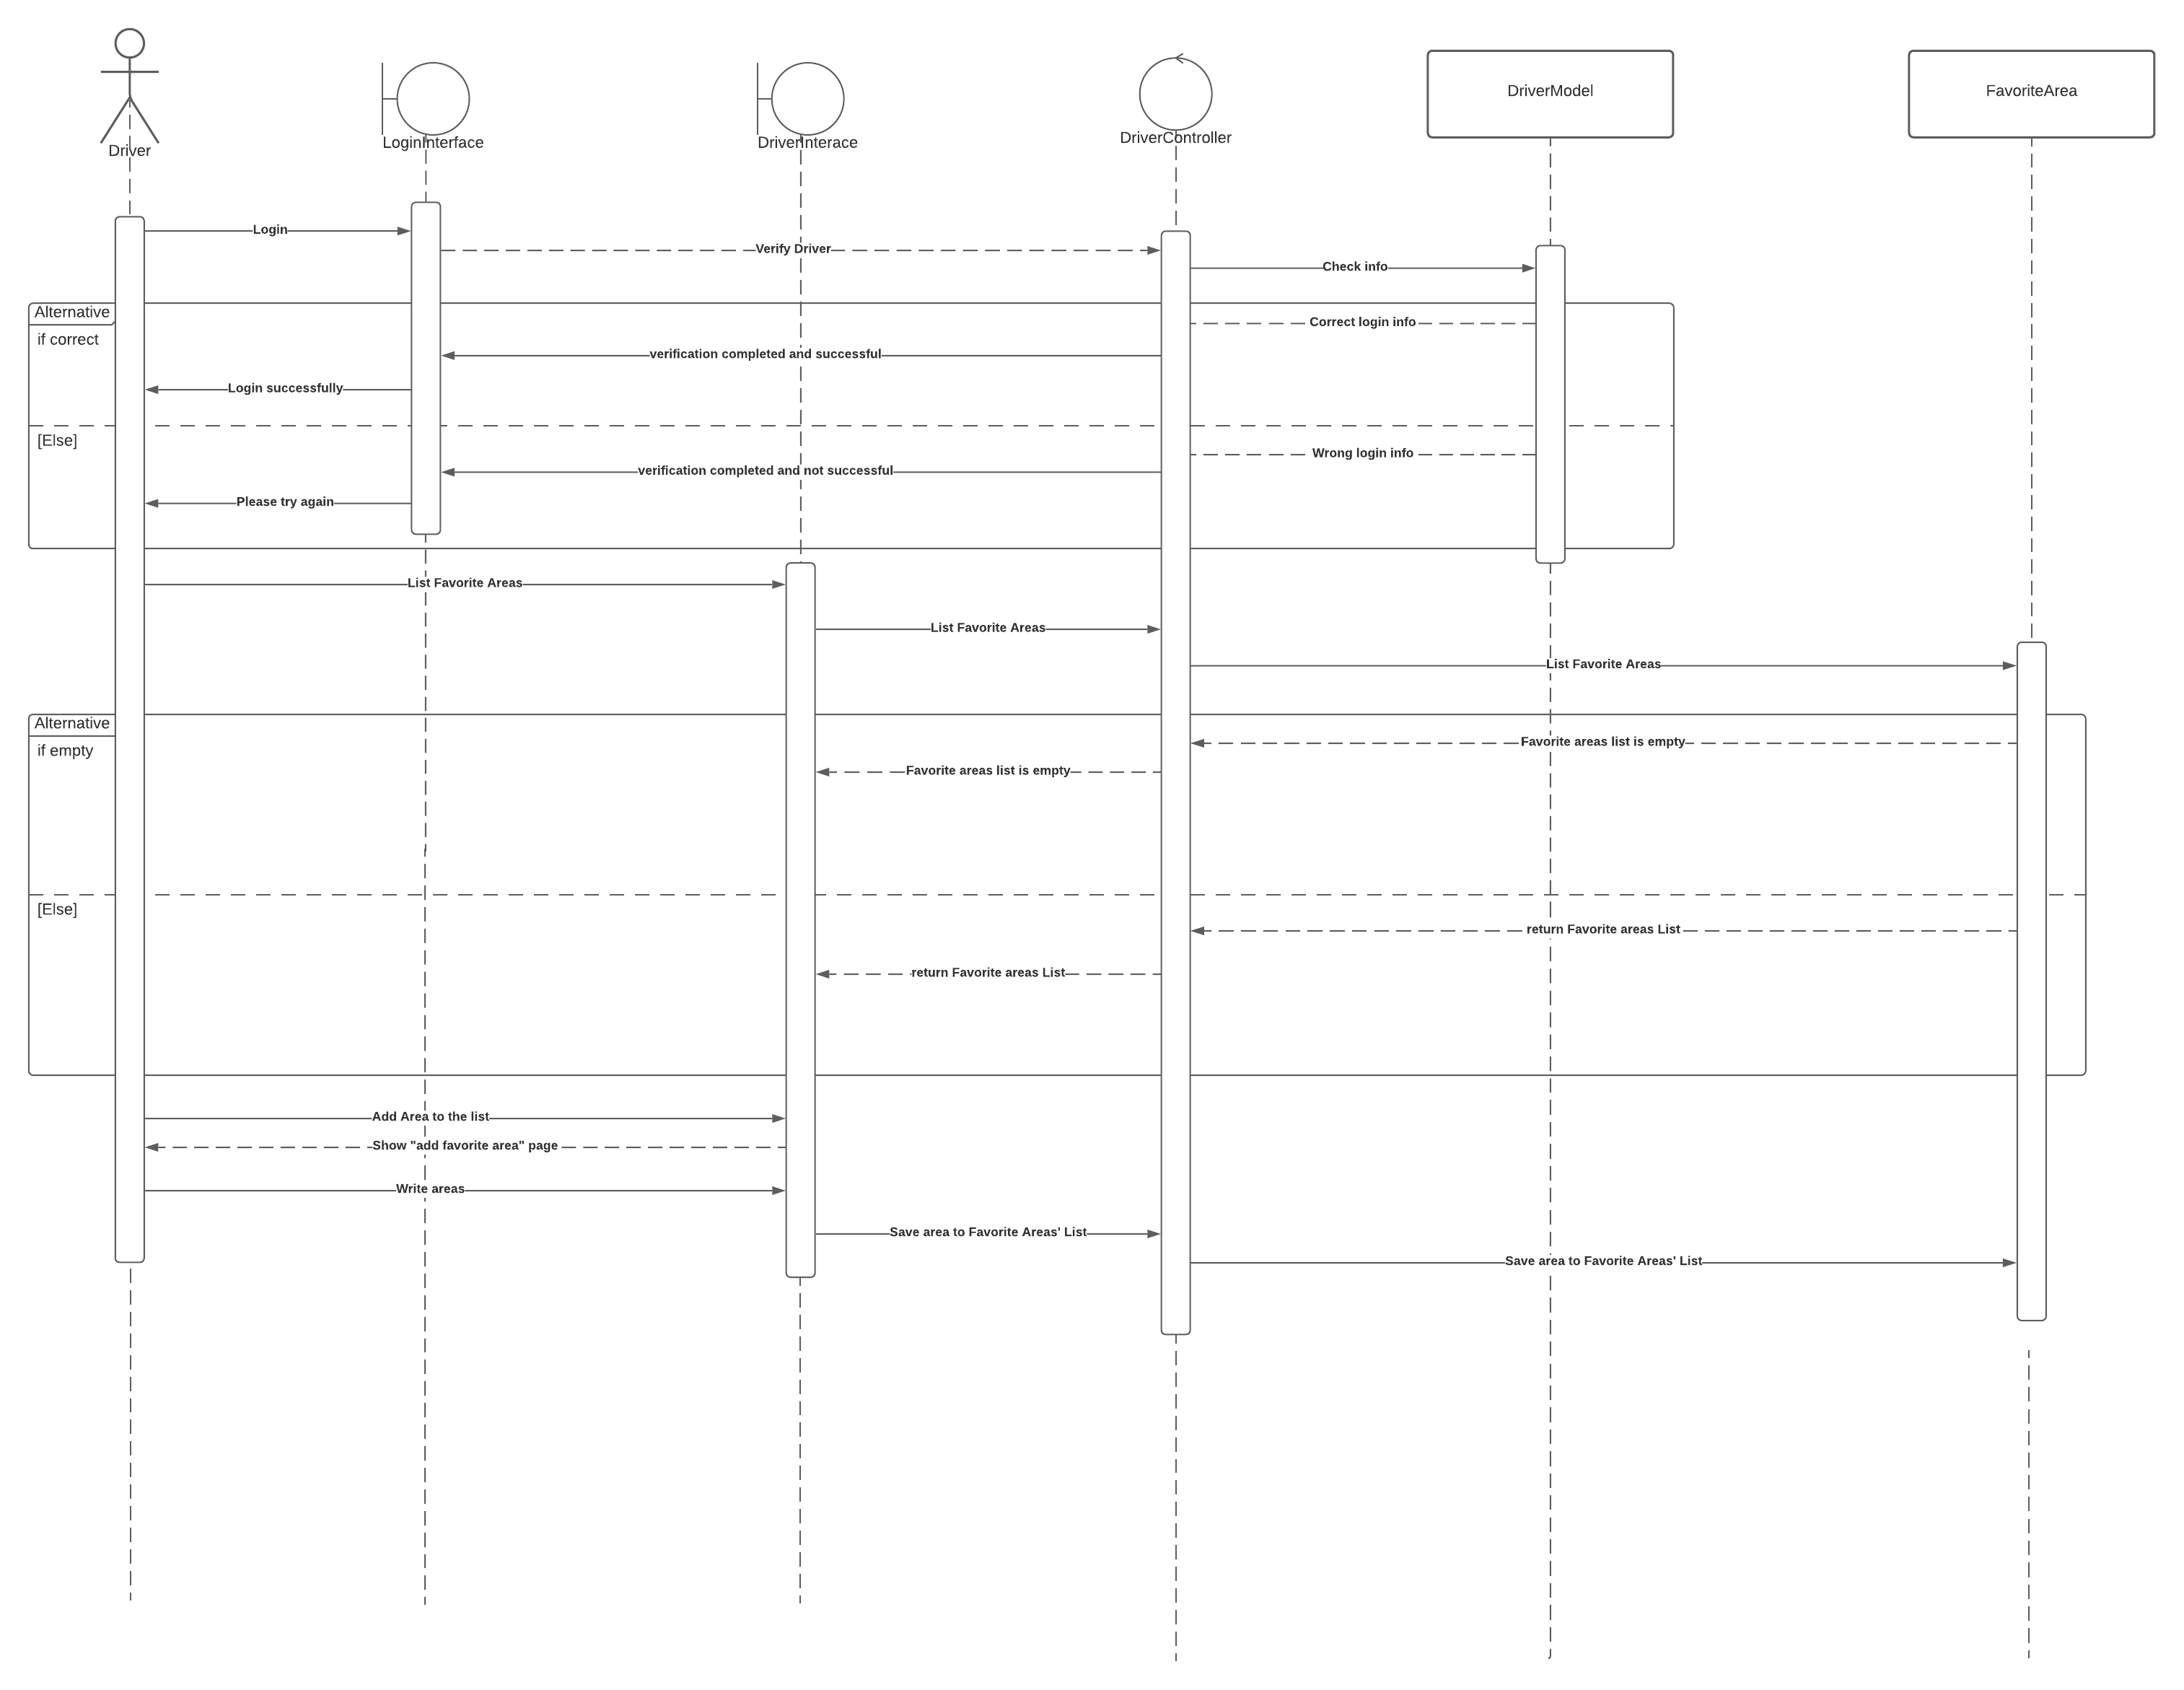 DriverModel
FavoriteArea
Driver
LoginInterface
DriverInterace
DriverController
Login
Verify Driver
Check info
Alternative
if correct
Correct login info
verification completed and successful
Login successfully
[Else]
Wrong login info
verification completed and not successful
Please try again
List Favorite Areas
List Favorite Areas
List Favorite Areas
Alternative
if empty
Favorite areas list is empty
Favorite areas list is empty
[Else]
return Favorite areas List
return Favorite areas List
Add Area to the list
Show "add favorite area" page
Write areas
Save area to Favorite Areas' List
Save area to Favorite Areas' List